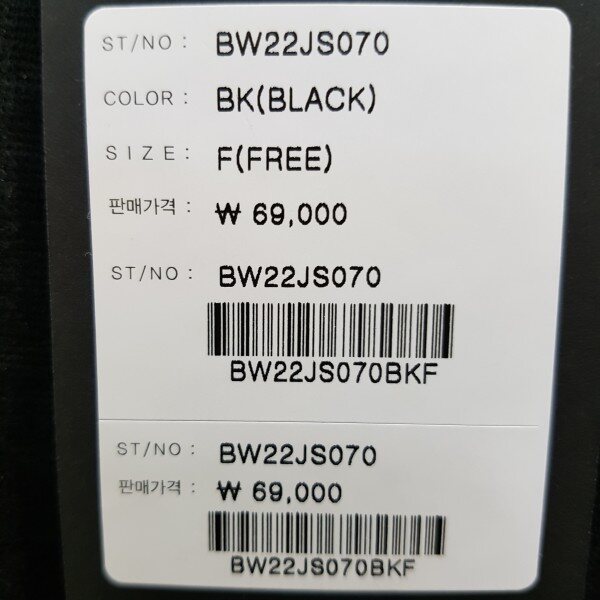 ST/NO : BW22JS070
COLOR : BK(BLACK)
SIZE : F(FREE)
판매가격 : ₩ 69,000
ST/NO : BW22JS070
BW22JS070BKF
ST/NO : BW22JS070
판매가격 : ₩ 69,000
BW22JS070BKF